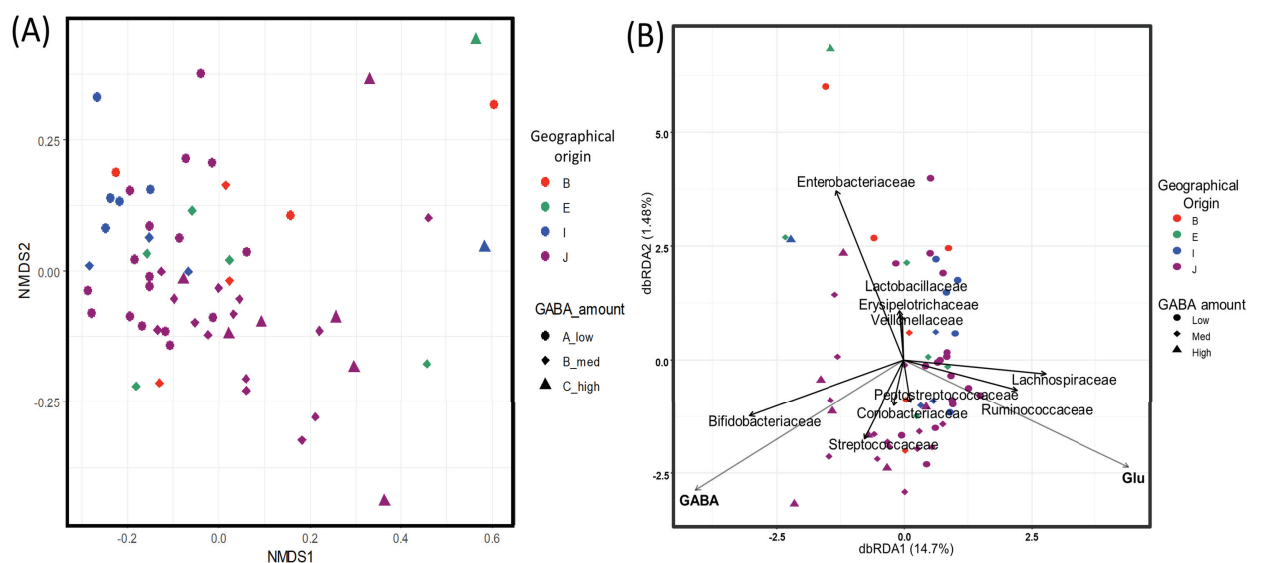 (A)
0.25
0.00
-0.25
NMDS2
-0.2
0.0
0.2
0.4
0.6
NMDS1
Geographical
origin
B
E
I
J
GABA_amount
A_low
B_med
C_high
(B)
5.0
2.5
0.0
-2.5
dbRDA2 (1.48%)
Enterobacteriaceae
Lactobacillaceae
Erysipelotrichaceae
Veillonellaceae
Lachnospiraceae
Peptostreptococcaceae
Ruminococcaceae
Coriobacteriaceae
Bifidobacteriaceae
Streptococcaceae
Glu
GABA
-2.5
0.0
2.5
dbRDA1 (14.7%)
Geographical
Origin
B
E
I
J
GABA amount
Low
Med
High